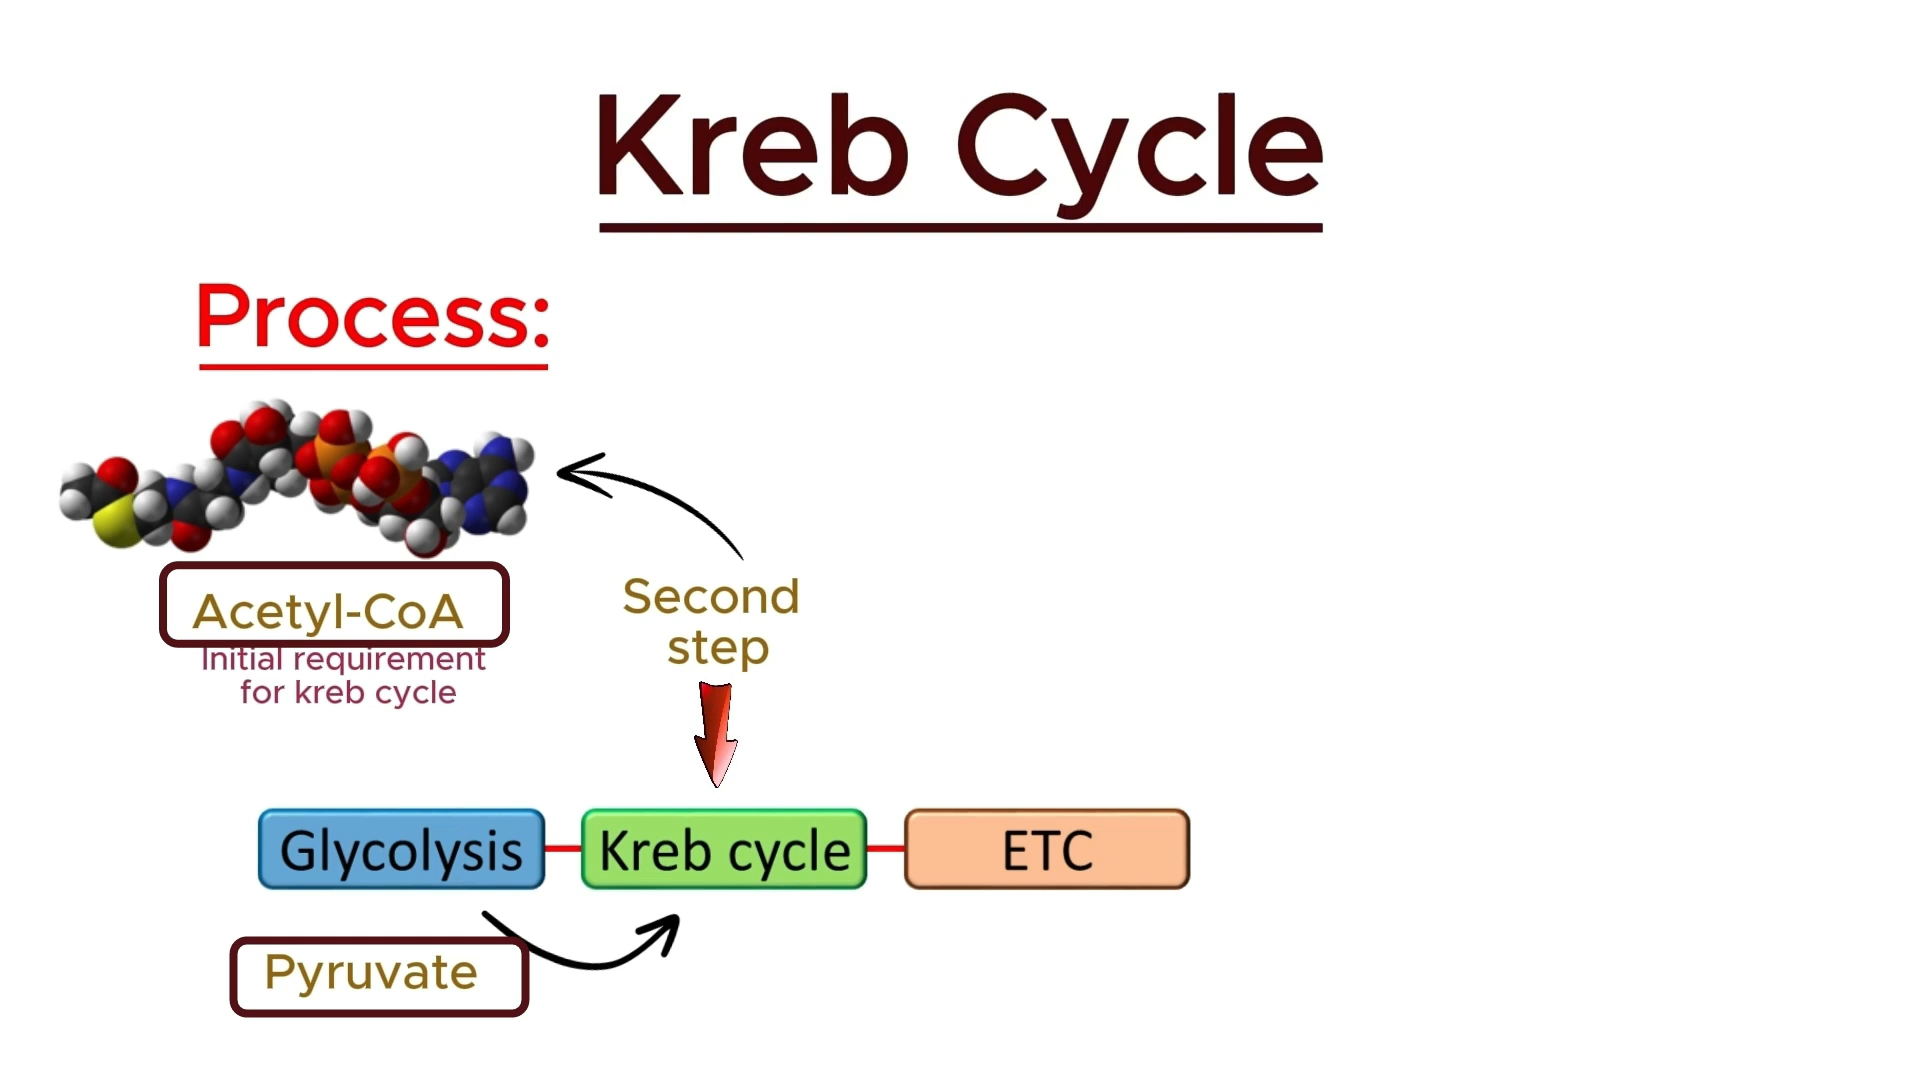 Kreb Cycle
Process:
Acetyl-CoA
Initial requirement
for kreb cycle
Second
step
Glycolysis
Kreb cycle
ETC
Pyruvate